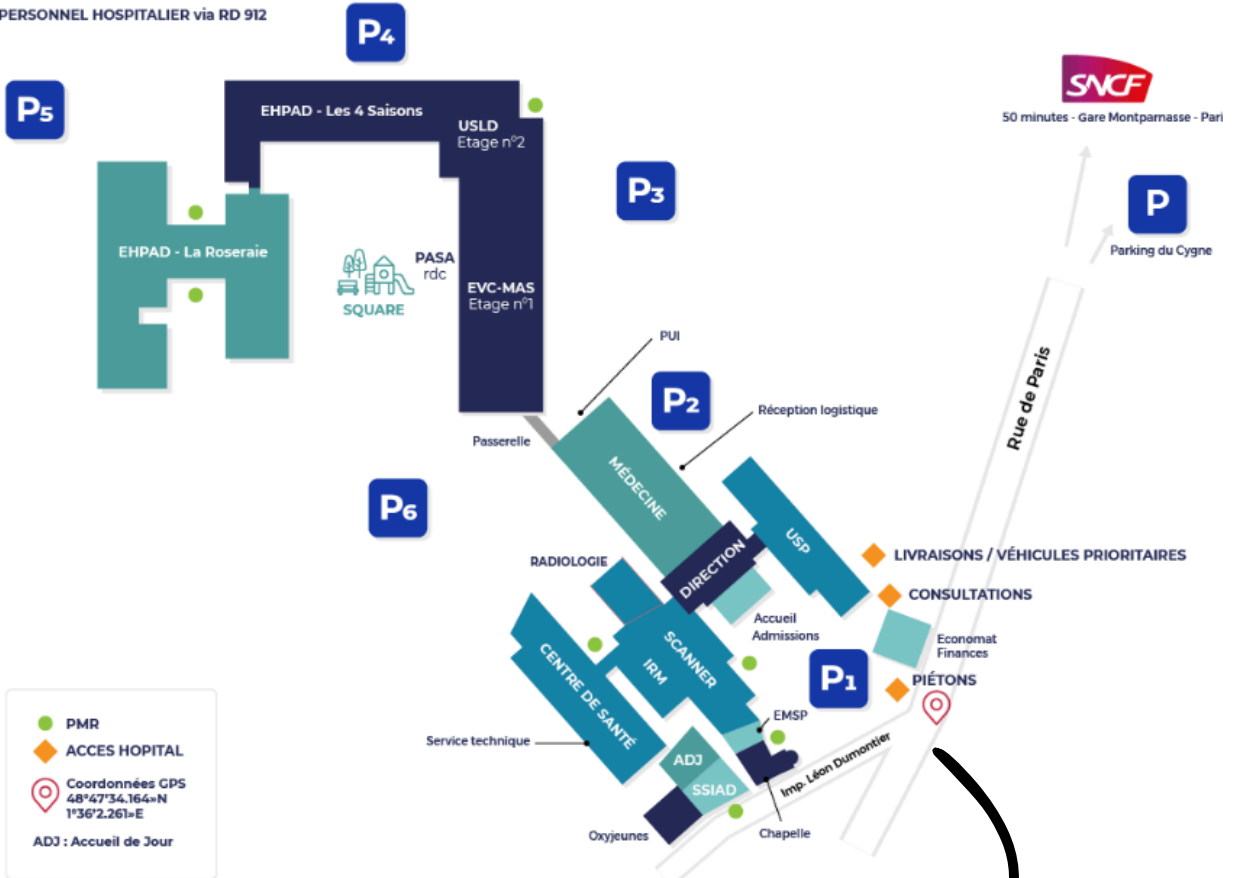 PERSONNEL HOSPITALIER via RD 912
P4
SNCF
50 minutes - Gare Montparnasse - Pari
P5
EHPAD - Les 4 Saisons
USLD
Etage n°2
P3
P
Parking du Cygne
EHPAD - La Roseraie
PASA
rdc
SQUARE
EVC-MAS
Etage n°1
PUI
Rue de Paris
P2
Réception logistique
Passerelle
MÉDECINE
P6
USP
DIRECTION
LIVRAISONS / VÉHICULES PRIORITAIRES
RADIOLOGIE
CONSULTATIONS
Accueil
Admissions
Economat
Finances
SCANNER
IRM
CENTRE DE SANTÉ
P1
PIÉTONS
EMSP
Service technique
ADJ
SSIAD
Imp. Léon Dumontier
Oxyjeunes
Chapelle
PMR
ACCES HOPITAL
Coordonnées GPS
48°47'34.164»N
1°36'2.261»E
ADJ : Accueil de Jour